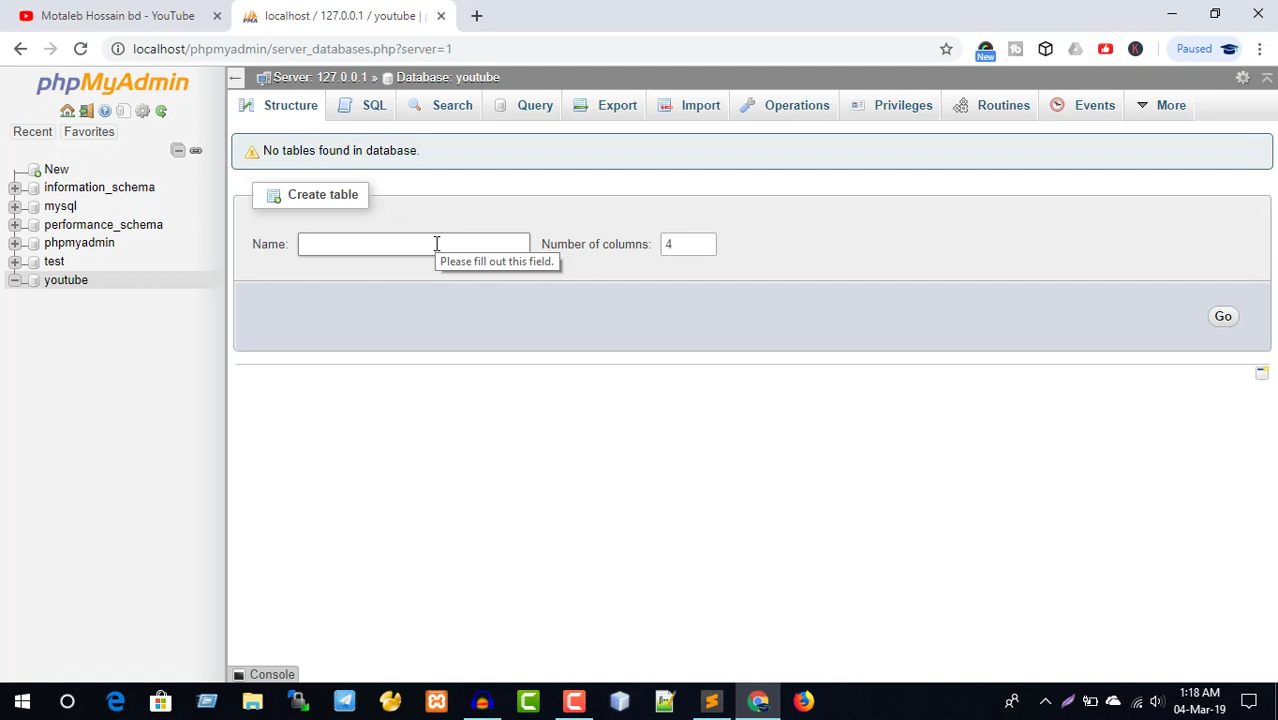 Motaleb Hossain bd - YouTube
localhost / 127.0.0.1 / youtube | p
localhost/phpmyadmin/server_databases.php?server=1
New
Paused
phpMyAdmin
Server: 127.0.0.1 » Database: youtube
Structure SQL Search Query Export Import Operations Privileges Routines Events More
Recent Favorites
No tables found in database.
New
information_schema
mysql
performance_schema
phpmyadmin
test
youtube
Create table
Name: Number of columns: 4
Please fill out this field.
Go
Console
1:18 AM
04-Mar-19